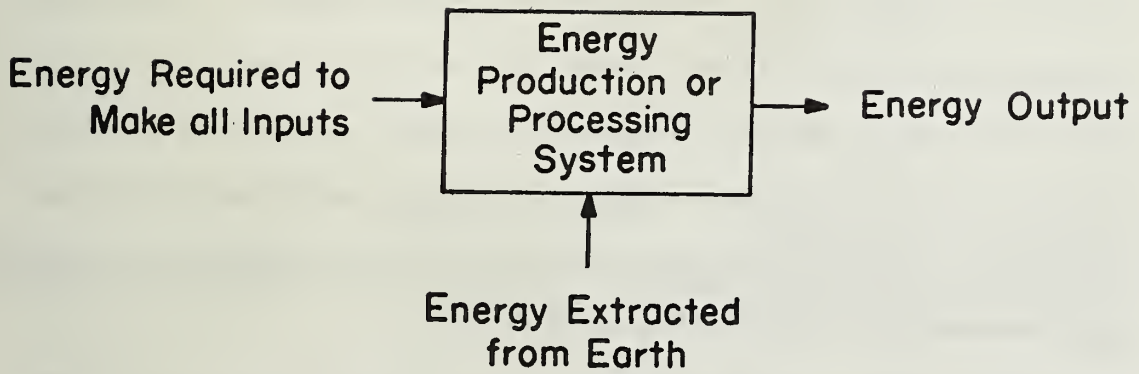 Energy Required to
Make all Inputs
Energy
Production or
Processing
System
Energy Output
Energy Extracted
from Earth